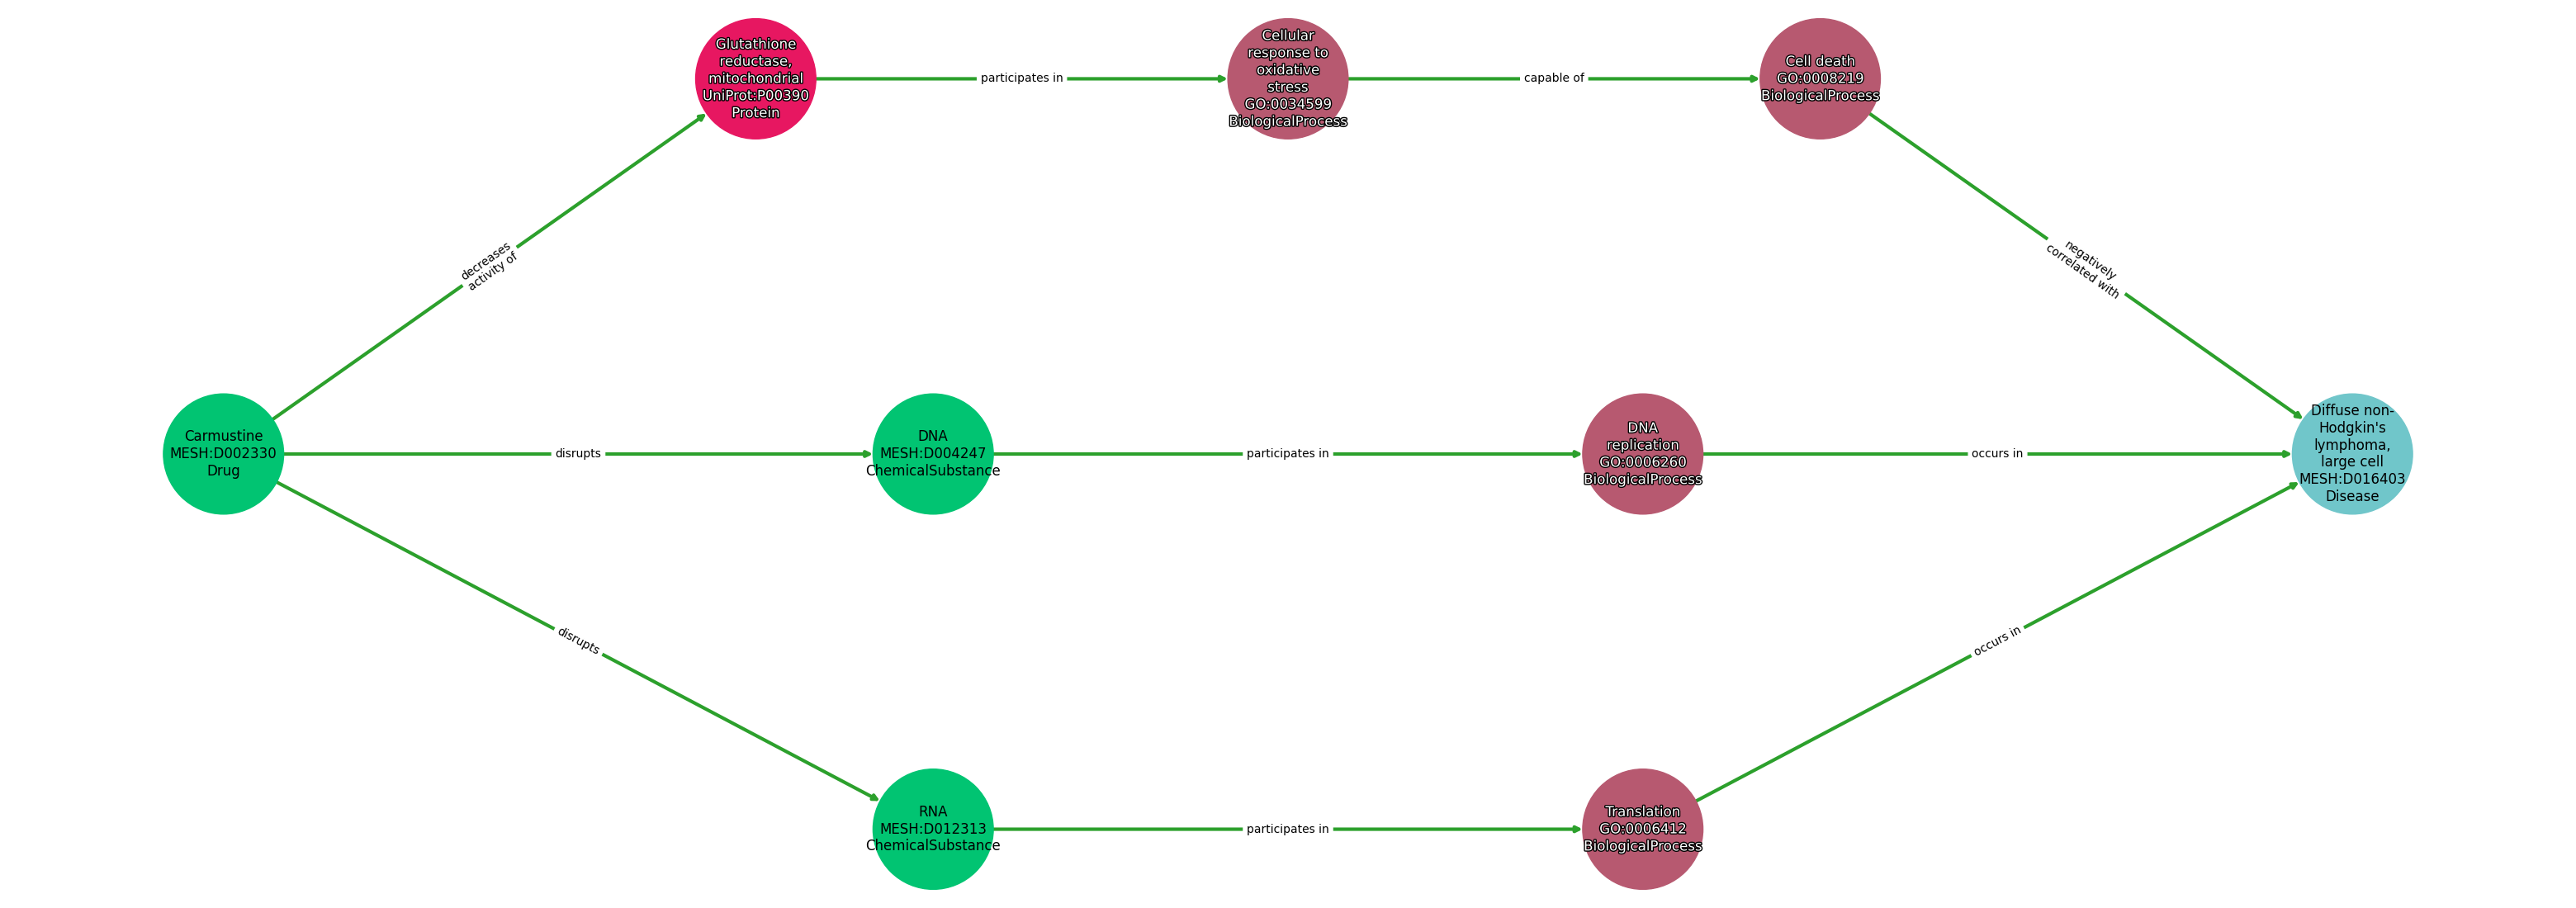 Glutathione
reductase,
mitochondrial
UniProt:P00390
Protein
participates in
Cellular
response to
oxidative
stress
GO:0034599
BiologicalProcess
capable of
Cell death
GO:0008219
BiologicalProcess
decreases
activity of
negatively
correlated with
Carmustine
MESH:D002330
Drug
disrupts
DNA
MESH:D004247
ChemicalSubstance
participates in
DNA
replication
GO:0006260
BiologicalProcess
occurs in
Diffuse non-
Hodgkin's
lymphoma,
large cell
MESH:D016403
Disease
disrupts
occurs in
RNA
MESH:D012313
ChemicalSubstance
participates in
Translation
GO:0006412
BiologicalProcess